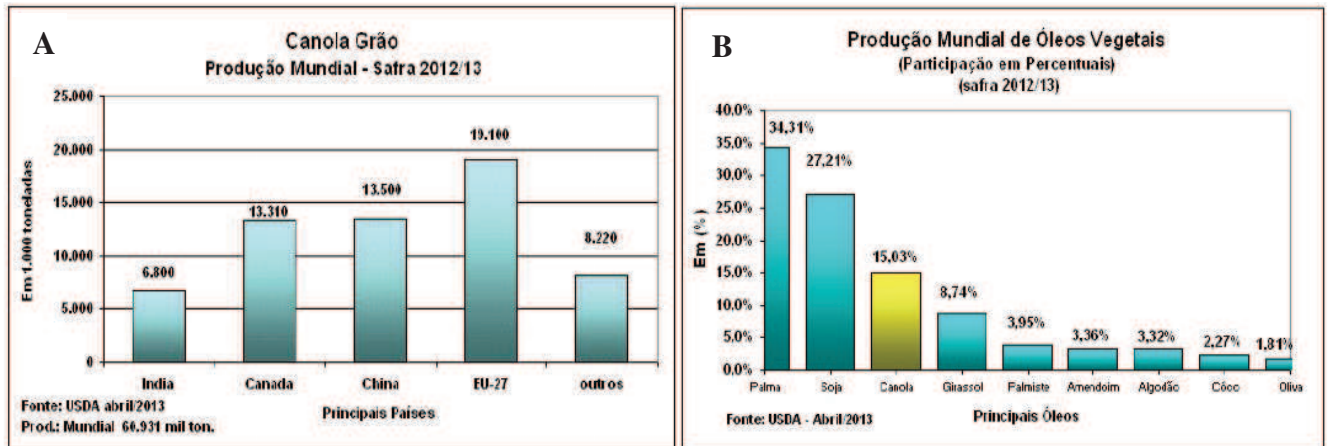 A
Canola Grão
Produção Mundial - Safra 2012/13
Em 1.000 toneladas
25.000
20.000
15.000
10.000
5.000
0
6.800
13.310
13.500
19.100
8.220
India
Canada
China
EU-27
outros
Principais Países
Fonte: USDA abril/2013
Prod.: Mundial 60.931 mil ton.
B
Produção Mundial de Óleos Vegetais
(Participação em Percentuais)
(safra 2012/13)
Em (%)
40,0%
35,0%
30,0%
25,0%
20,0%
15,0%
10,0%
5,0%
0,0%
34,31%
27,21%
15,03%
8,74%
3,95%
3,36%
3,32%
2,27%
1,81%
Palma
Soja
Canola
Girassol
Palmiste
Amendoim
Algodão
Côco
Oliva
Principais Óleos
Fonte: USDA - Abril/2013